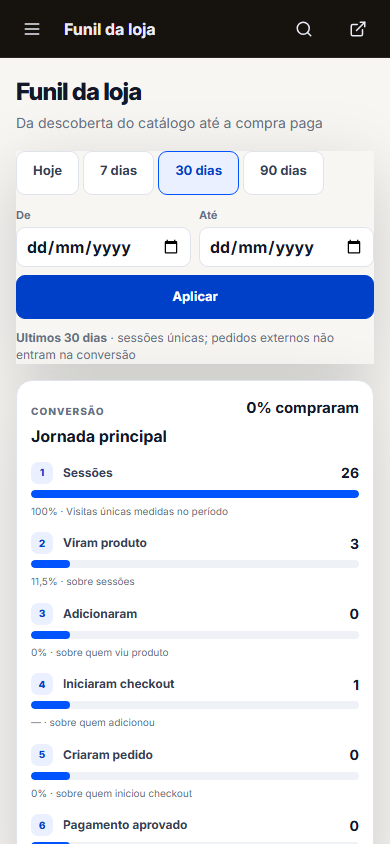 Funil da loja
Funil da loja
Da descoberta do catálogo até a compra paga
Hoje
7 dias
30 dias
90 dias
De
Até
dd/mm/yyyy
dd/mm/yyyy
Aplicar
Ultimos 30 dias · sessões únicas; pedidos externos não
entram na conversão
CONVERSÃO
0% compraram
Jornada principal
1 Sessões 26
100% · Visitas únicas medidas no período
2 Viram produto 3
11,5% · sobre sessões
3 Adicionaram 0
0% · sobre quem viu produto
4 Iniciaram checkout 1
— · sobre quem adicionou
5 Criaram pedido 0
0% · sobre quem iniciou checkout
6 Pagamento aprovado 0